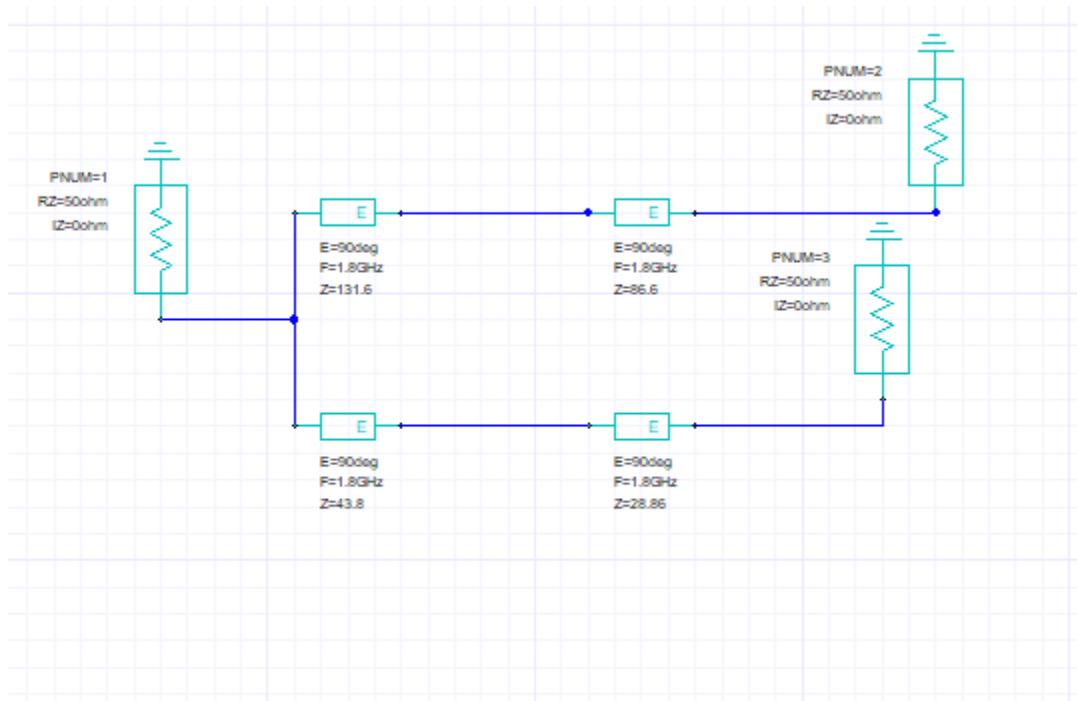 PNUM=2
RZ=50ohm
IZ=0ohm
PNUM=1
RZ=50ohm
IZ=0ohm
E
E=90deg
F=1.8GHz
Z=131.6
E
E=90deg
F=1.8GHz
Z=86.6
PNUM=3
RZ=50ohm
IZ=0ohm
E
E=90deg
F=1.8GHz
Z=43.8
E
E=90deg
F=1.8GHz
Z=28.86